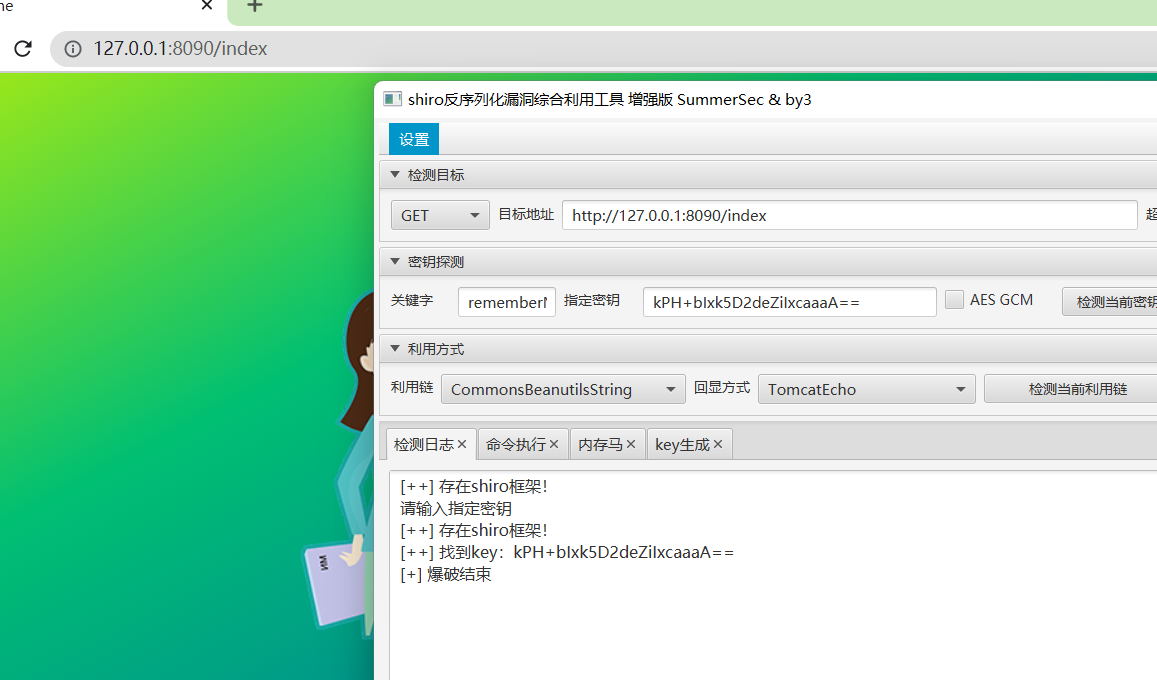 ne × +
127.0.0.1:8090/index
shiro反序列化漏洞综合利用工具 增强版 SummerSec & by3
设置
检测目标
GET 目标地址 http://127.0.0.1:8090/index 超
密钥探测
关键字 rememberM 指定密钥 kPH+bIxk5D2deZiIxcaaaA== AES GCM 检测当前密钥
利用方式
利用链 CommonsBeanutilsString 回显方式 TomcatEcho 检测当前利用链
检测日志× 命令执行× 内存马× key生成×
[++] 存在shiro框架!
请输入指定密钥
[++] 存在shiro框架!
[++] 找到key：kPH+bIxk5D2deZiIxcaaaA==
[+] 爆破结束